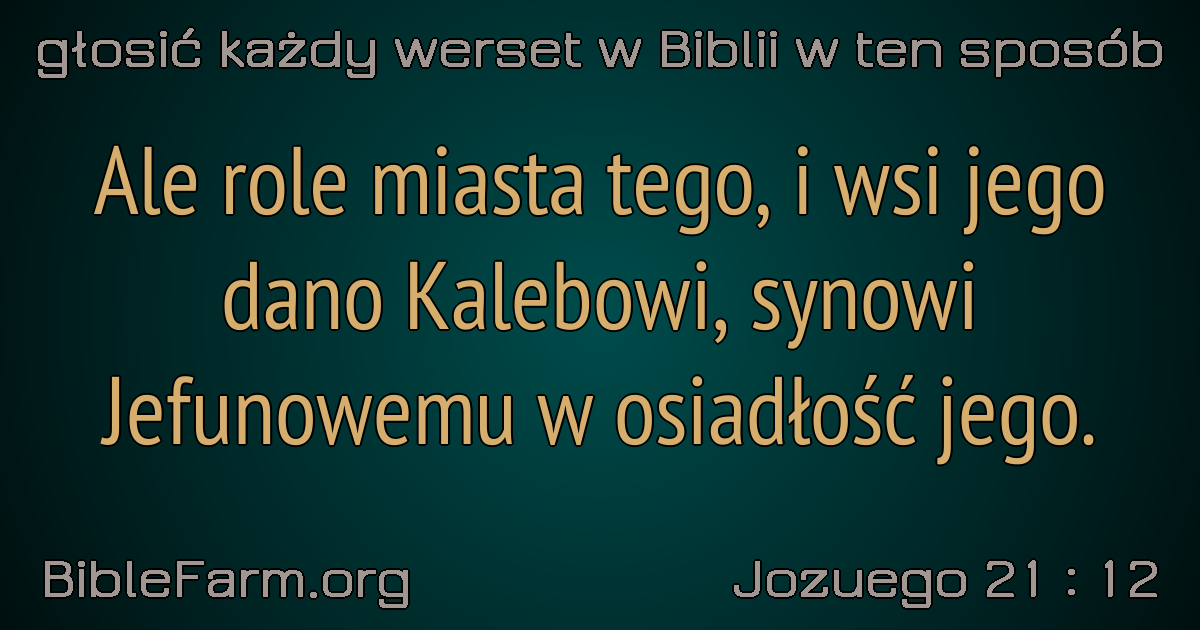 głosić każdy werset w Biblii w ten sposób
Ale role miasta tego, i wsi jego
dano Kalebowi, synowi
Jefunowemu w osiadłość jego.
BibleFarm.org
Jozuego 21 : 12